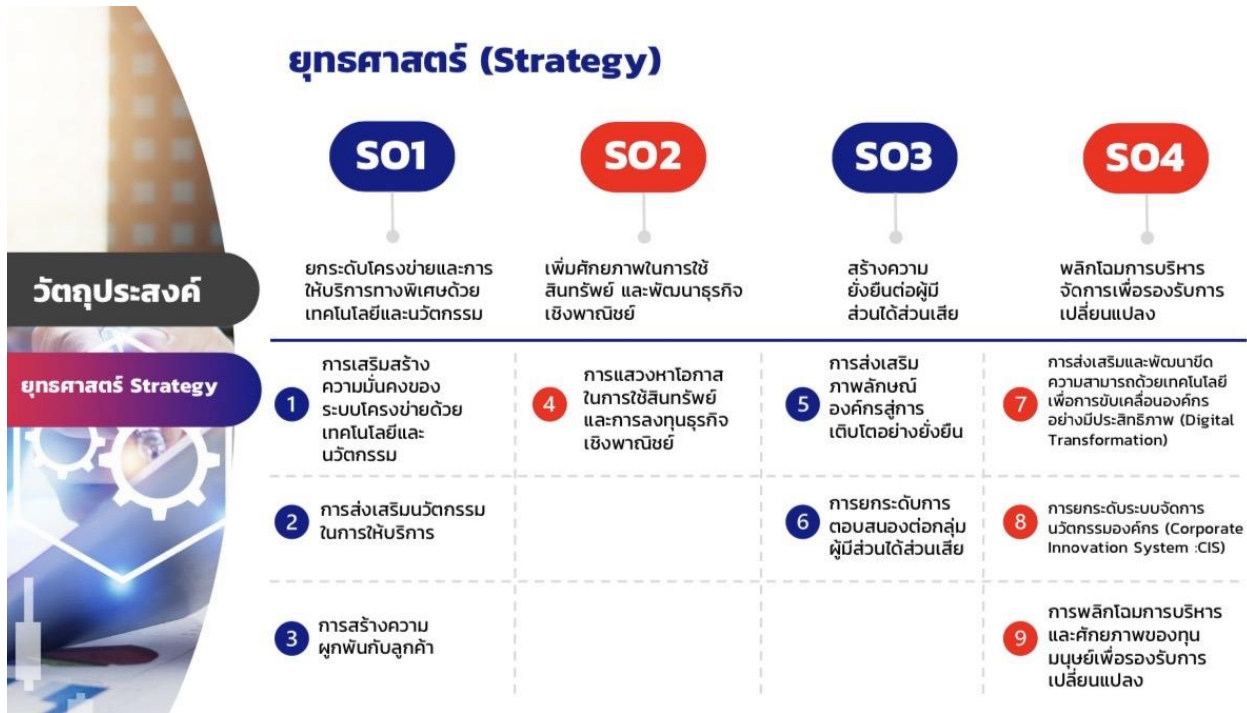 ยุทธศาสตร์ (Strategy)
SO1
SO2
SO3
SO4
วัตถุประสงค์
ยกระดับโครงข่ายและการ
ให้บริการทางพิเศษด้วย
เทคโนโลยีและนวัตกรรม
เพิ่มศักยภาพในการใช้
สินทรัพย์ และพัฒนาธุรกิจ
เชิงพาณิชย์
สร้างความ
ยั่งยืนต่อผู้มี
ส่วนได้ส่วนเสีย
พลิกโฉมการบริหาร
จัดการเพื่อรองรับการ
เปลี่ยนแปลง
ยุทธศาสตร์ Strategy
1
การเสริมสร้าง
ความมั่นคงของ
ระบบโครงข่ายด้วย
เทคโนโลยีและ
นวัตกรรม
4
การแสวงหาโอกาส
ในการใช้สินทรัพย์
และการลงทุนธุรกิจ
เชิงพาณิชย์
5
การส่งเสริม
ภาพลักษณ์
องค์กรสู่การ
เติบโตอย่างยั่งยืน
7
การส่งเสริมและพัฒนาขีด
ความสามารถด้วยเทคโนโลยี
เพื่อการขับเคลื่อนองค์กร
อย่างมีประสิทธิภาพ (Digital
Transformation)
2
การส่งเสริมนวัตกรรม
ในการให้บริการ
6
การยกระดับการ
ตอบสนองต่อกลุ่ม
ผู้มีส่วนได้ส่วนเสีย
8
การยกระดับระบบจัดการ
นวัตกรรมองค์กร (Corporate
Innovation System :CIS)
3
การสร้างความ
ผูกพันกับลูกค้า
9
การพลิกโฉมการบริหาร
และศักยภาพของทุน
มนุษย์เพื่อรองรับการ
เปลี่ยนแปลง